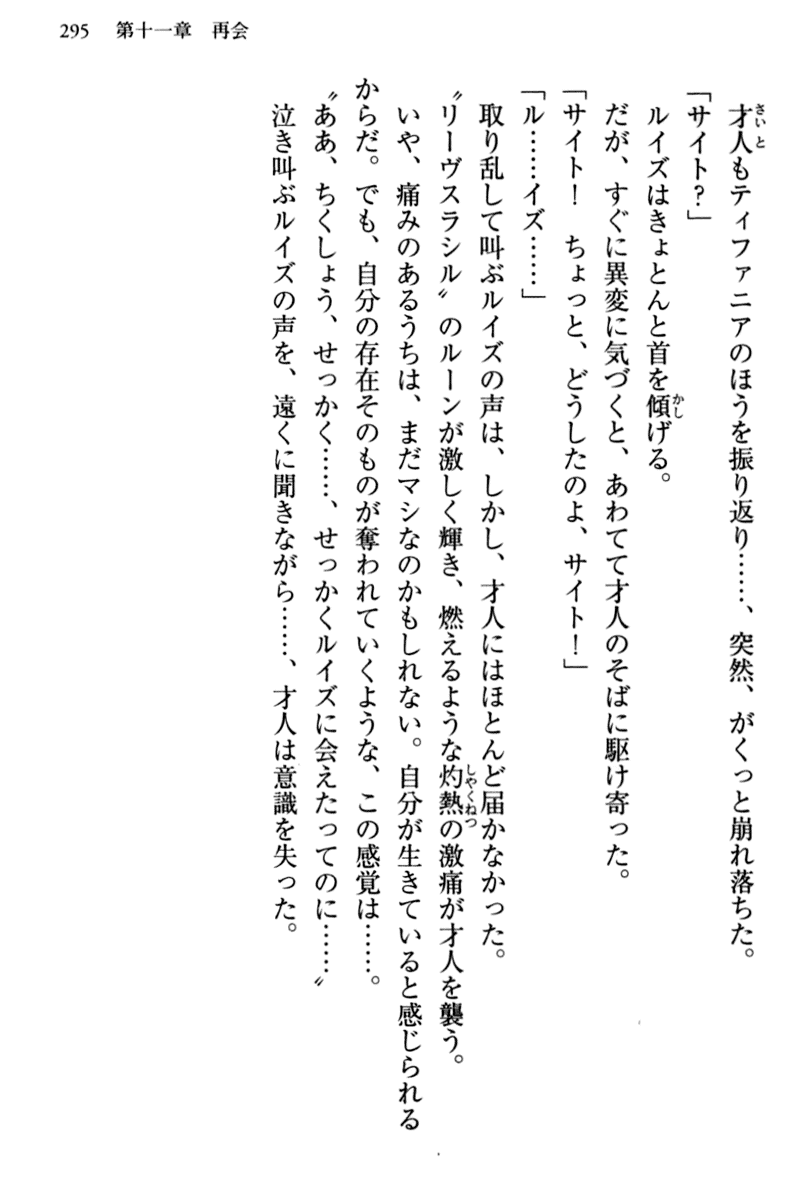 295　第十一章　再会
才人もティファニアのほうを振り返り……、突然、がくっと崩れ落ちた。
「サイト？」
ルイズはきょとんと首を傾げる。
だが、すぐに異変に気づくと、あわてて才人のそばに駆け寄った。
「サイト！　ちょっと、どうしたのよ、サイト！」
「ル……イズ……」
取り乱して叫ぶルイズの声は、しかし、才人にはほとんど届かなかった。
〝リーヴスラシル〟のルーンが激しく輝き、燃えるような灼熱の激痛が才人を襲う。
いや、痛みのあるうちは、まだマシなのかもしれない。自分が生きていると感じられる
からだ。でも、自分の存在そのものが奪われていくような、この感覚は……。
〝ああ、ちくしょう、せっかく……、せっかくルイズに会えたってのに……〟
泣き叫ぶルイズの声を、遠くに聞きながら……、才人は意識を失った。